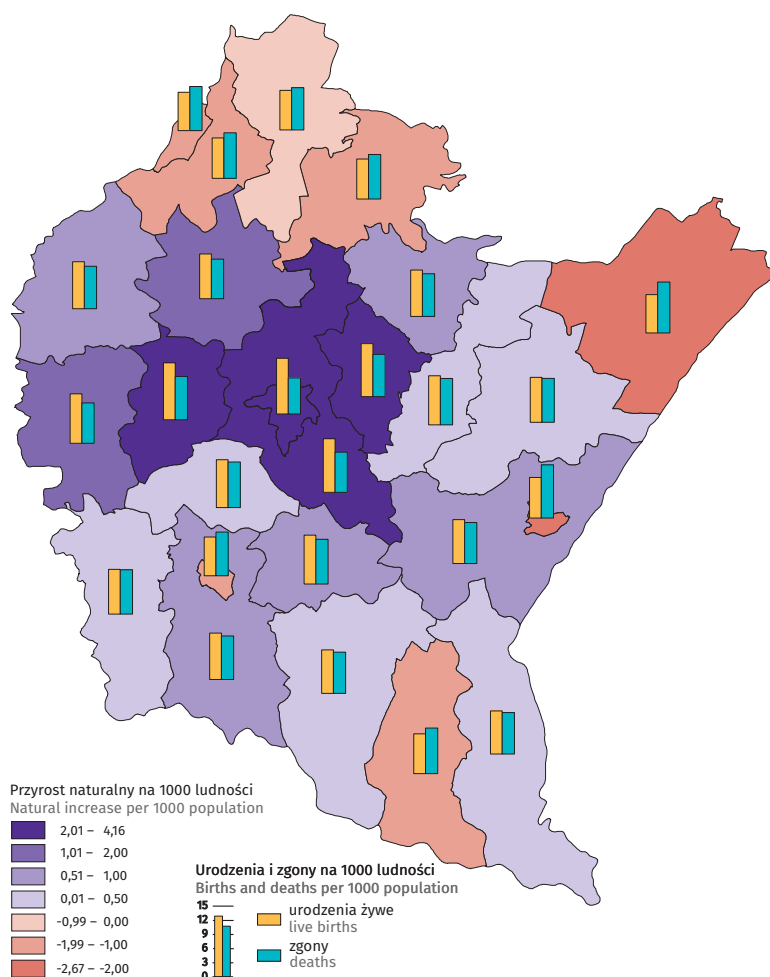 Przyrost naturalny na 1000 ludności
Natural increase per 1000 population
2,01 – 4,16
1,01 – 2,00
0,51 – 1,00
0,01 – 0,50
-0,99 – 0,00
-1,99 – -1,00
-2,67 – -2,00
Urodzenia i zgony na 1000 ludności
Births and deaths per 1000 population
15
12
9
6
3
0
urodzenia żywe
live births
zgony
deaths